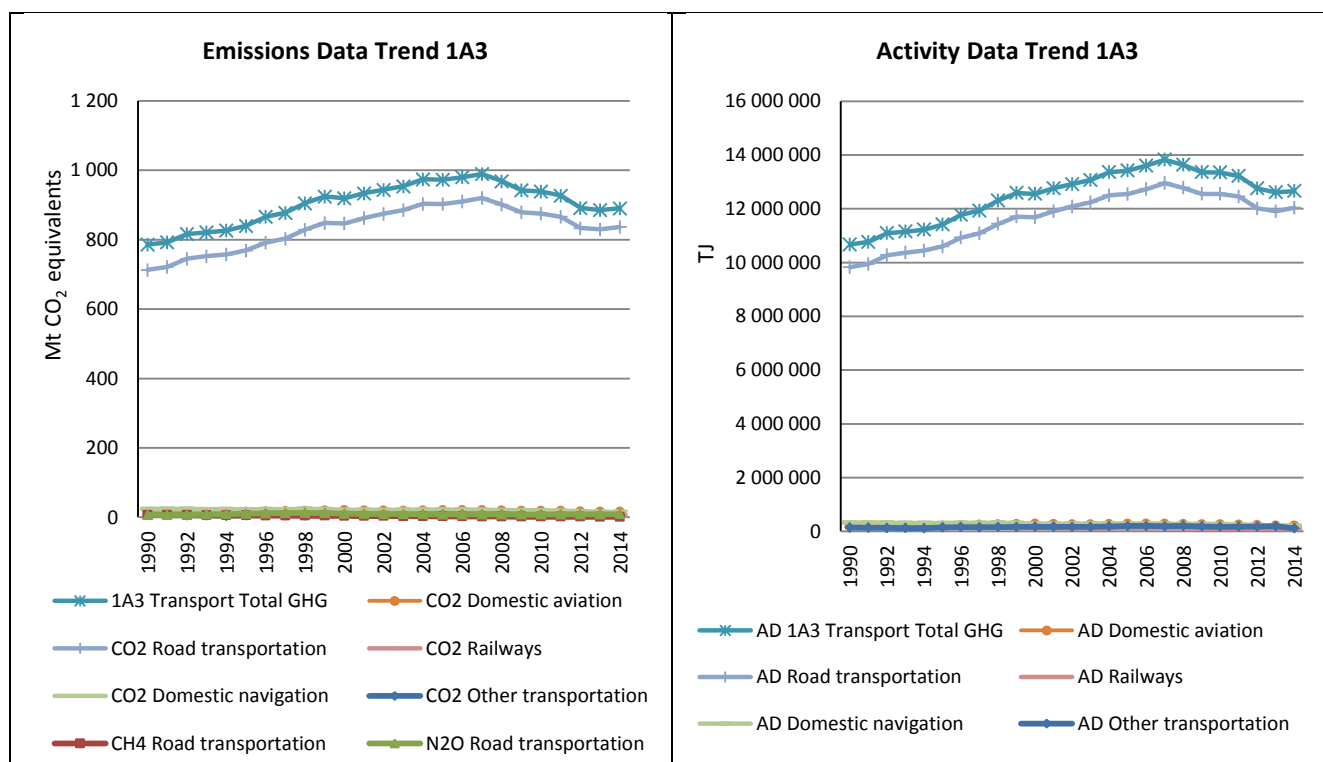 Emissions Data Trend 1A3
1 200
1 000
800
600
400
200
0
Mt CO₂ equivalents
1990
1992
1994
1996
1998
2000
2002
2004
2006
2008
2010
2012
2014
1A3 Transport Total GHG
CO2 Domestic aviation
CO2 Road transportation
CO2 Railways
CO2 Domestic navigation
CO2 Other transportation
CH4 Road transportation
N2O Road transportation
Activity Data Trend 1A3
16 000 000
14 000 000
12 000 000
10 000 000
8 000 000
6 000 000
4 000 000
2 000 000
0
TJ
1990
1992
1994
1996
1998
2000
2002
2004
2006
2008
2010
2012
2014
AD 1A3 Transport Total GHG
AD Domestic aviation
AD Road transportation
AD Railways
AD Domestic navigation
AD Other transportation